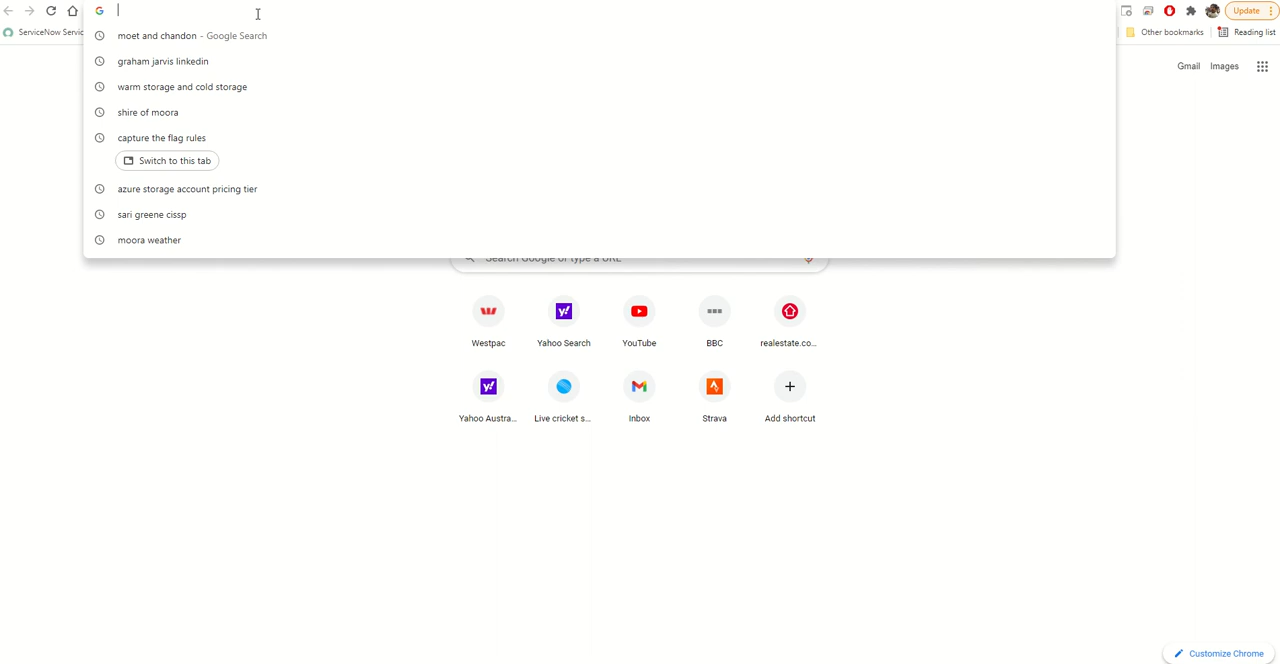 Update
ServiceNow Servic
Other bookmarks
Reading list
moet and chandon - Google Search
graham jarvis linkedin
warm storage and cold storage
shire of moora
capture the flag rules
Switch to this tab
azure storage account pricing tier
sari greene cissp
moora weather
Gmail
Images
Search Google or type a URL
Westpac
Yahoo Search
YouTube
BBC
realestate.co...
Yahoo Austra...
Live cricket s...
Inbox
Strava
Add shortcut
Customize Chrome